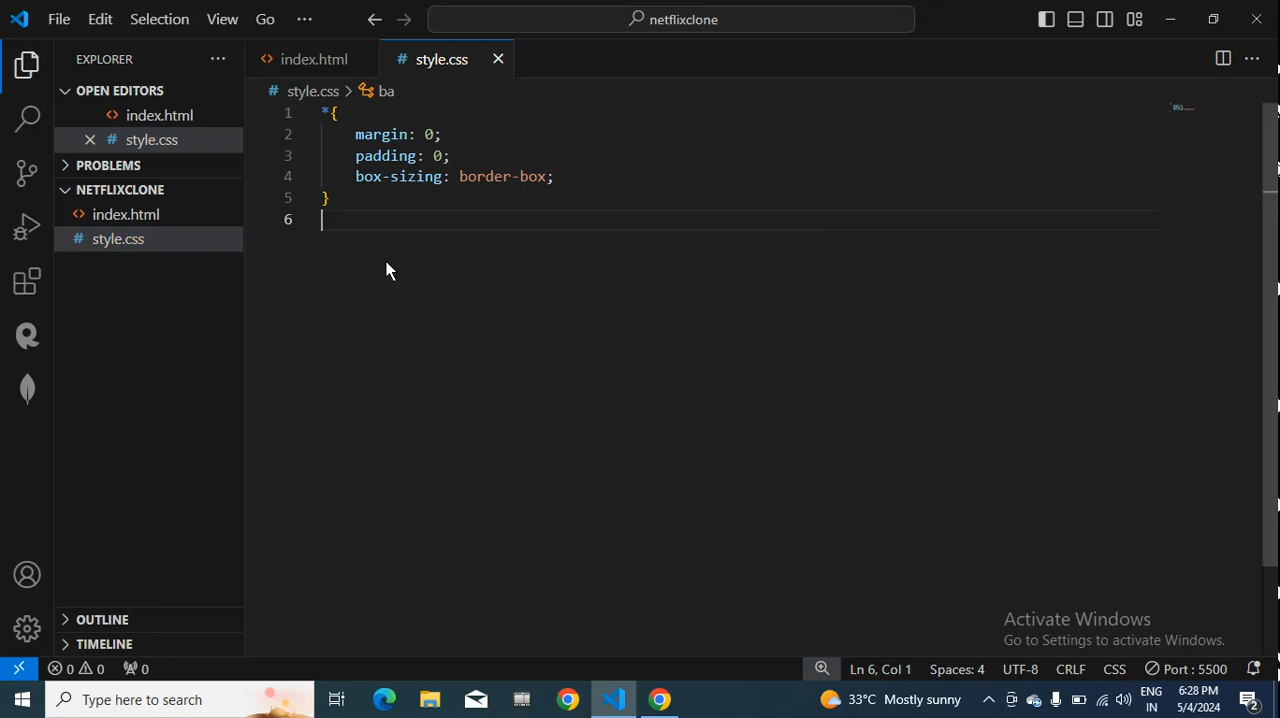 File Edit Selection View Go ··· netflixclone
EXPLORER ···
OPEN EDITORS
index.html
style.css
PROBLEMS
NETFLIXCLONE
index.html
style.css
OUTLINE
TIMELINE
index.html style.css
style.css > ba
1 *{
2 margin: 0;
3 padding: 0;
4 box-sizing: border-box;
5 }
6
Activate Windows
Go to Settings to activate Windows.
0 0 0 Ln 6, Col 1 Spaces: 4 UTF-8 CRLF CSS Port : 5500
Type here to search 33°C Mostly sunny ENG 6:28 PM
IN 5/4/2024 2